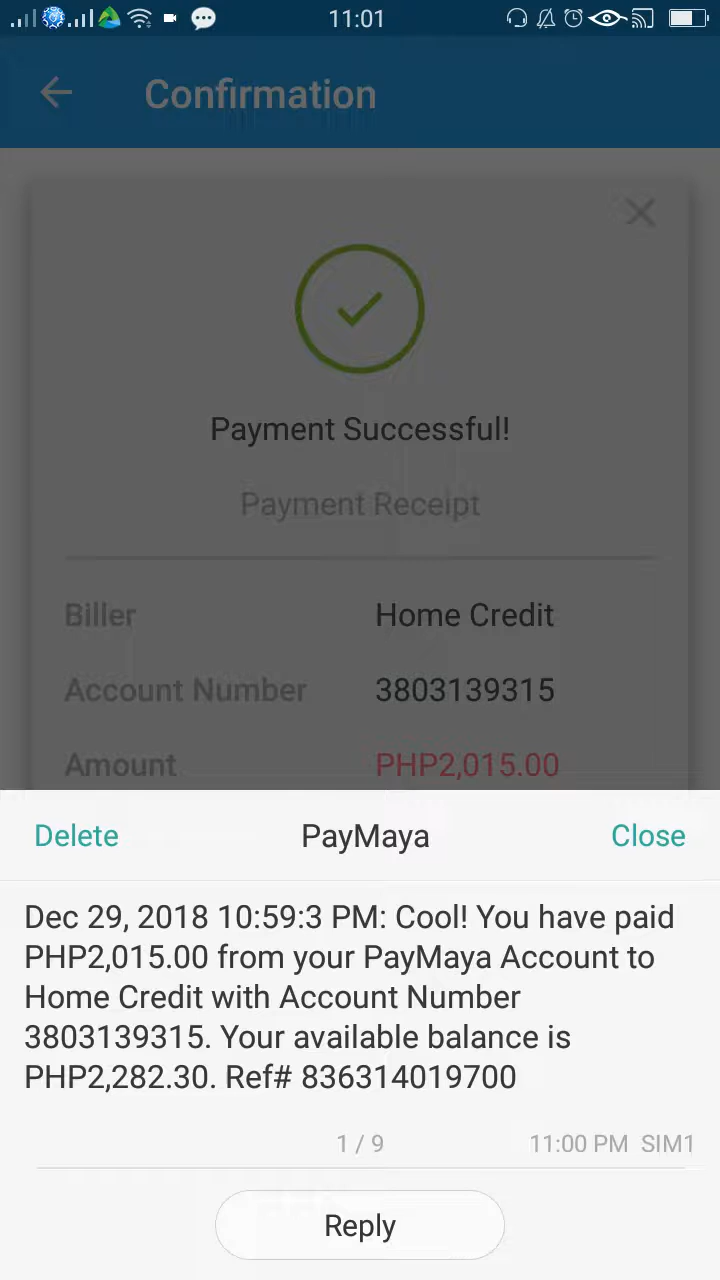 11:01
Confirmation
Payment Successful!
Payment Receipt
Biller Home Credit
Account Number 3803139315
Amount PHP2,015.00
Delete PayMaya Close
Dec 29, 2018 10:59:3 PM: Cool! You have paid
PHP2,015.00 from your PayMaya Account to
Home Credit with Account Number
3803139315. Your available balance is
PHP2,282.30. Ref# 836314019700
1 / 9 11:00 PM SIM1
Reply